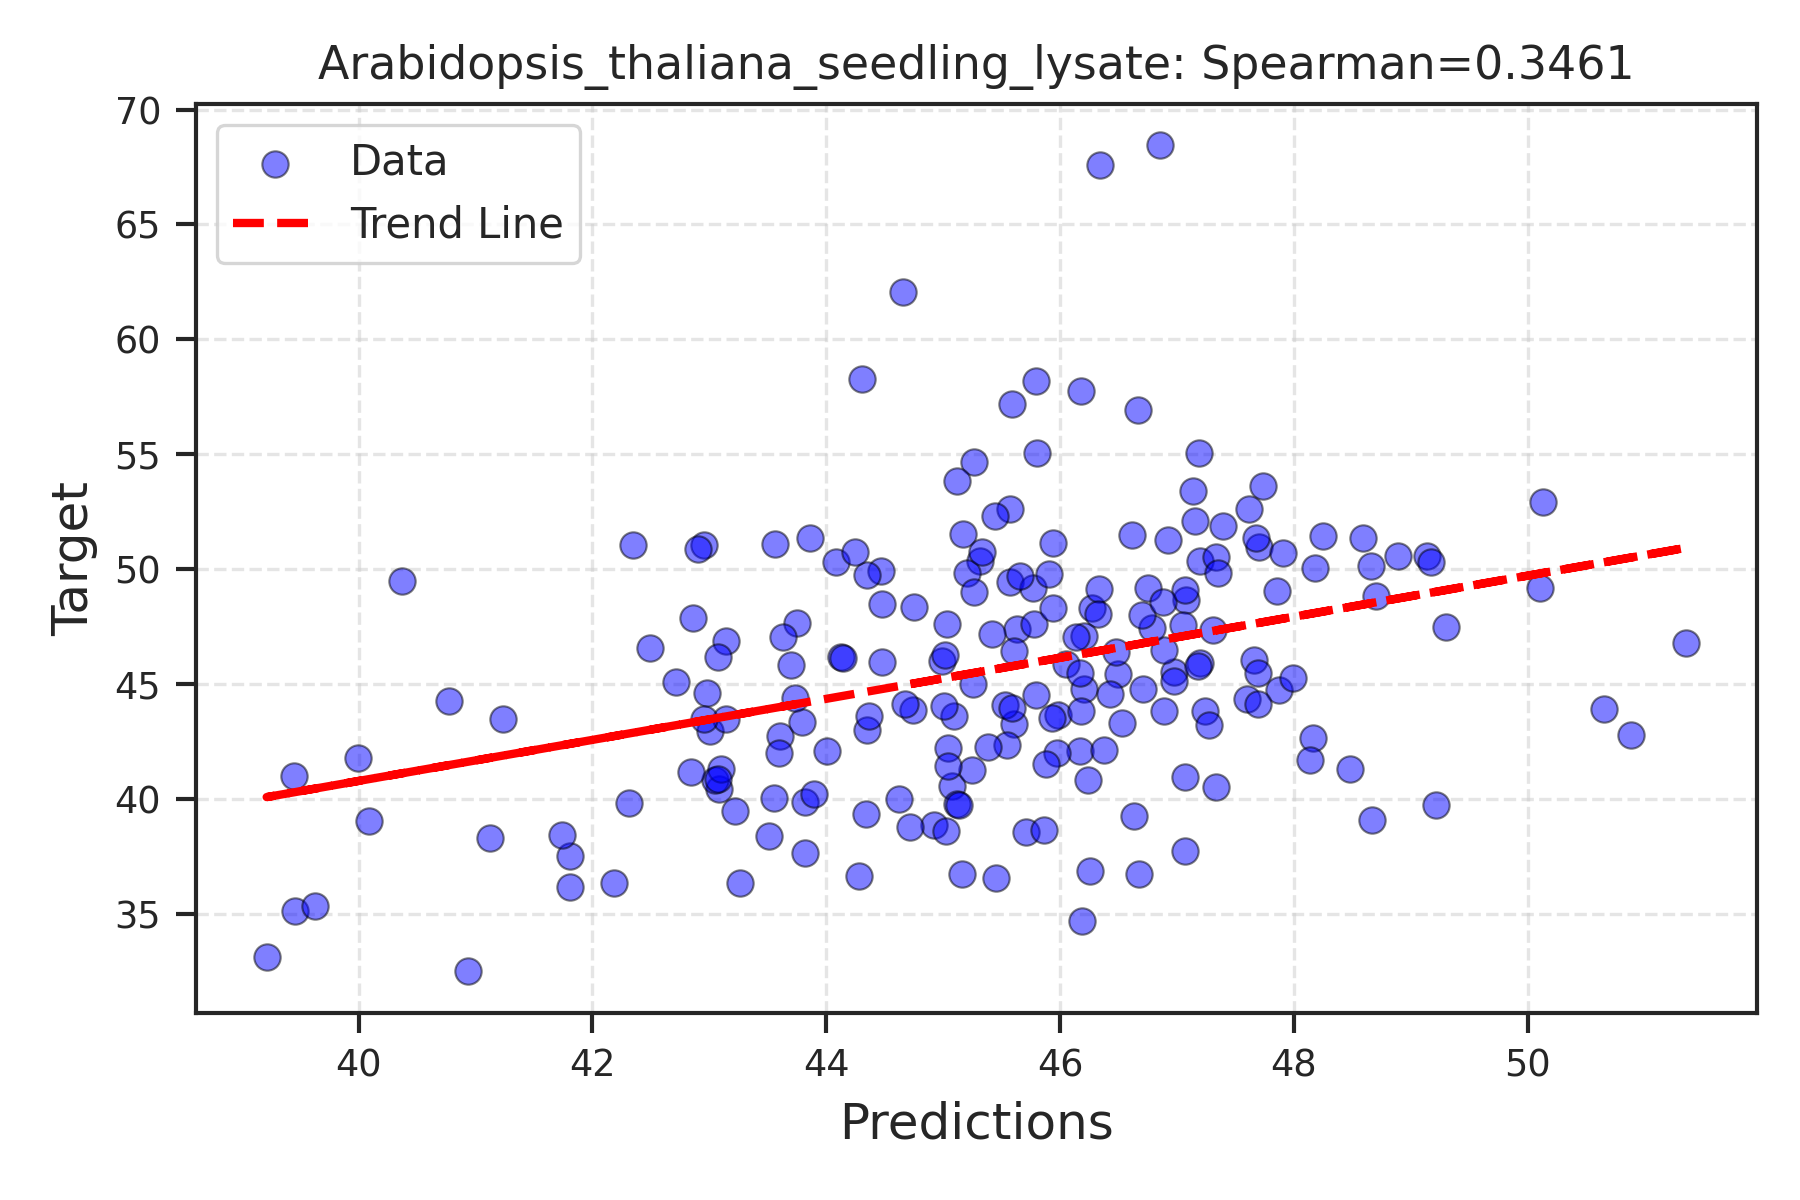 Arabidopsis_thaliana_seedling_lysate: Spearman=0.3461
Data
Trend Line
70
65
60
55
50
45
40
35
Target
40 42 44 46 48 50
Predictions